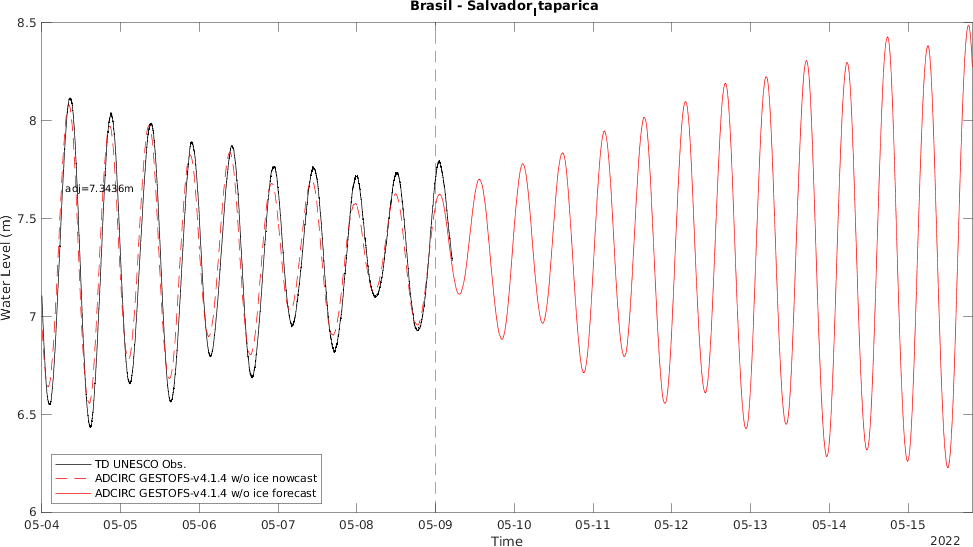 Brasil - Salvador_Itaparica
8.5
8
7.5
7
6.5
6
Water Level (m)
adj=7.3436m
TD UNESCO Obs.
ADCIRC GESTOFS-v4.1.4 w/o ice nowcast
ADCIRC GESTOFS-v4.1.4 w/o ice forecast
05-04 05-05 05-06 05-07 05-08 05-09 05-10 05-11 05-12 05-13 05-14 05-15
Time
2022